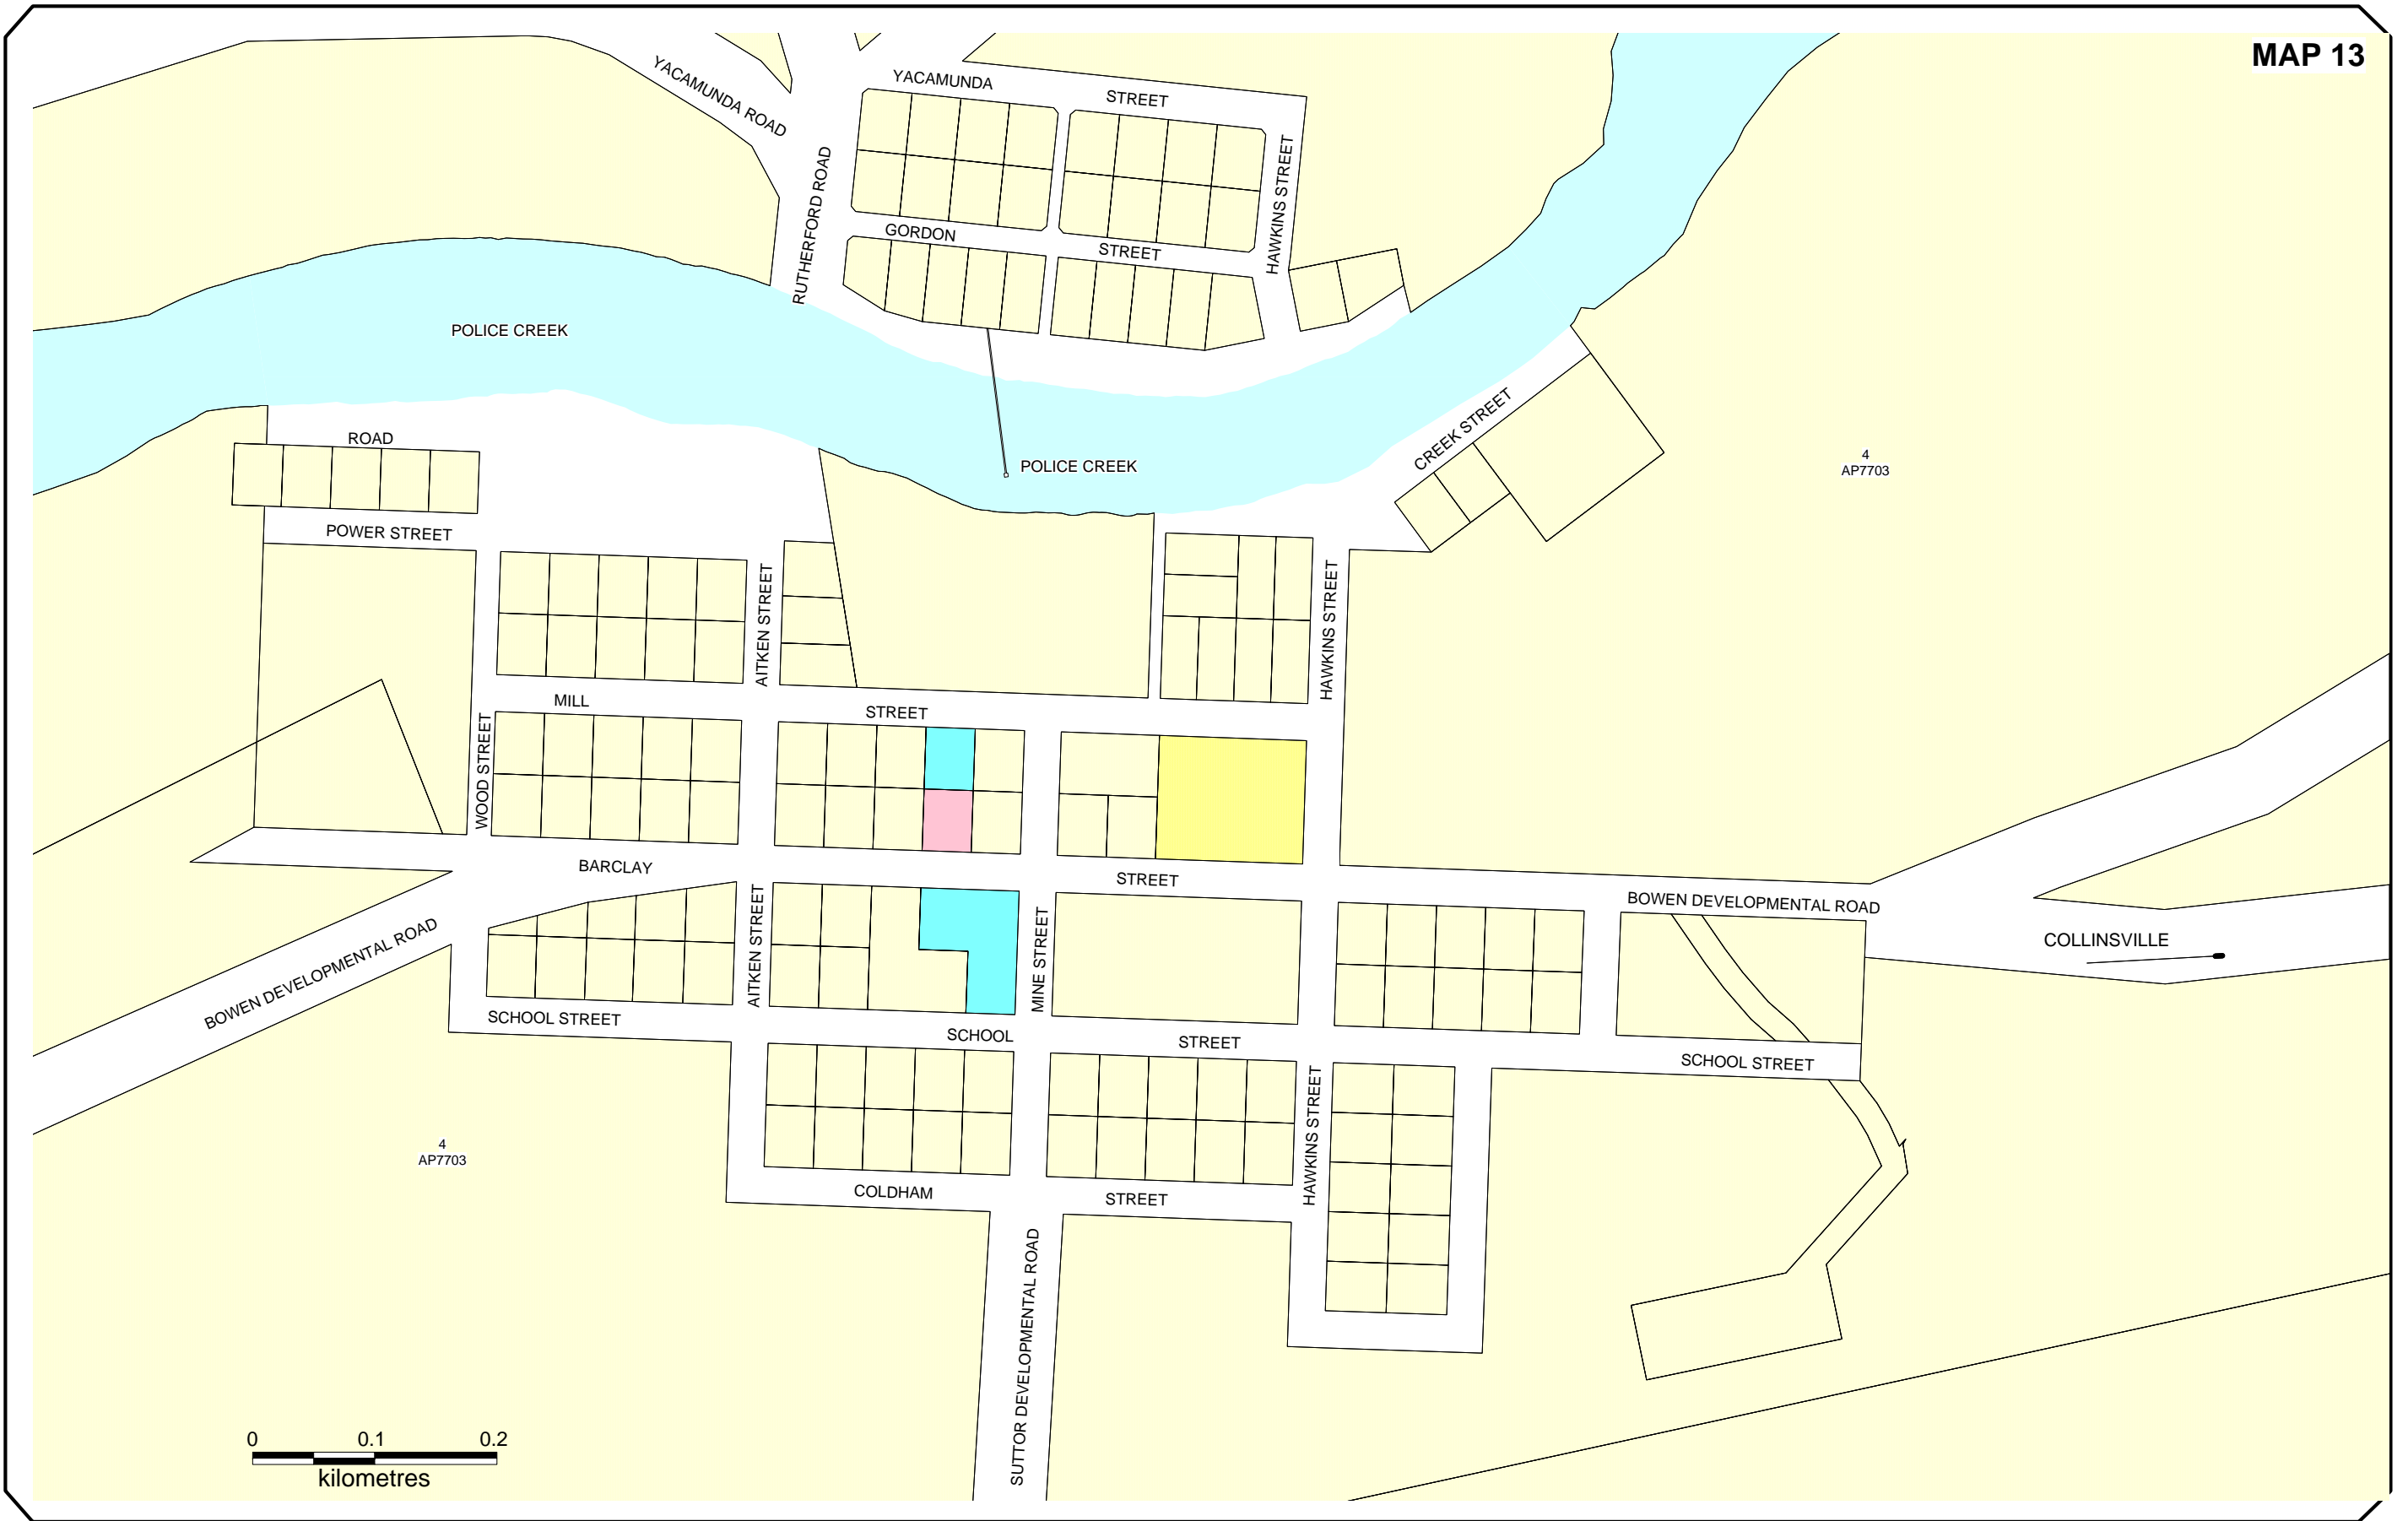 MAP 13
YACAMUNDA ROAD
YACAMUNDA
STREET
RUTHERFORD ROAD
HAWKINS STREET
GORDON
STREET
POLICE CREEK
CREEK STREET
ROAD
POLICE CREEK
4
AP7703
POWER STREET
AITKEN STREET
HAWKINS STREET
MILL
STREET
WOOD STREET
BARCLAY
STREET
BOWEN DEVELOPMENTAL ROAD
BOWEN DEVELOPMENTAL ROAD
AITKEN STREET
MINE STREET
COLLINSVILLE
SCHOOL STREET
SCHOOL
STREET
SCHOOL STREET
HAWKINS STREET
4
AP7703
COLDHAM
STREET
SUTTOR DEVELOPMENTAL ROAD
0 0.1 0.2
kilometres